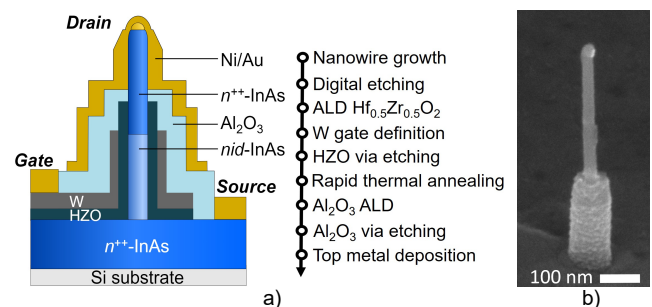 Drain
Ni/Au
n⁺⁺-InAs
Al₂O₃
nid-InAs
Gate
Source
W
HZO
n⁺⁺-InAs
Si substrate
a)
Nanowire growth
Digital etching
ALD Hf₀.₅Zr₀.₅O₂
W gate definition
HZO via etching
Rapid thermal annealing
Al₂O₃ ALD
Al₂O₃ via etching
Top metal deposition
100 nm
b)